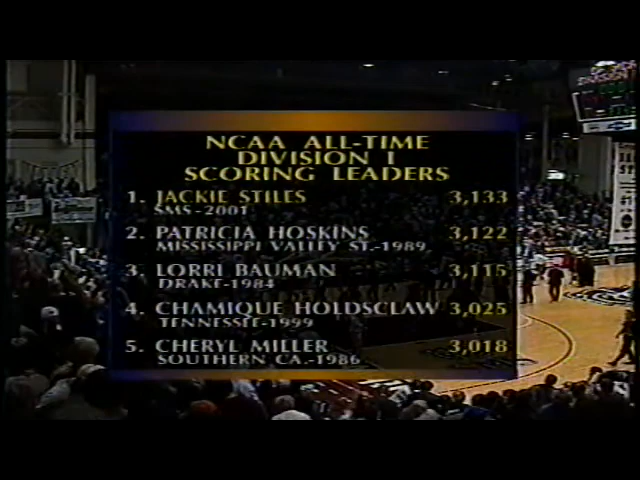 NCAA ALL-TIME
DIVISION I
SCORING LEADERS
1. JACKIE STILES 3,133
SMS-2001
2. PATRICIA HOSKINS 3,122
MISSISSIPPI VALLEY ST.-1989
3. LORRI BAUMAN 3,115
DRAKE-1984
4. CHAMIQUE HOLDSCLAW 3,025
TENNESSEE-1999
5. CHERYL MILLER 3,018
SOUTHERN CA.-1986